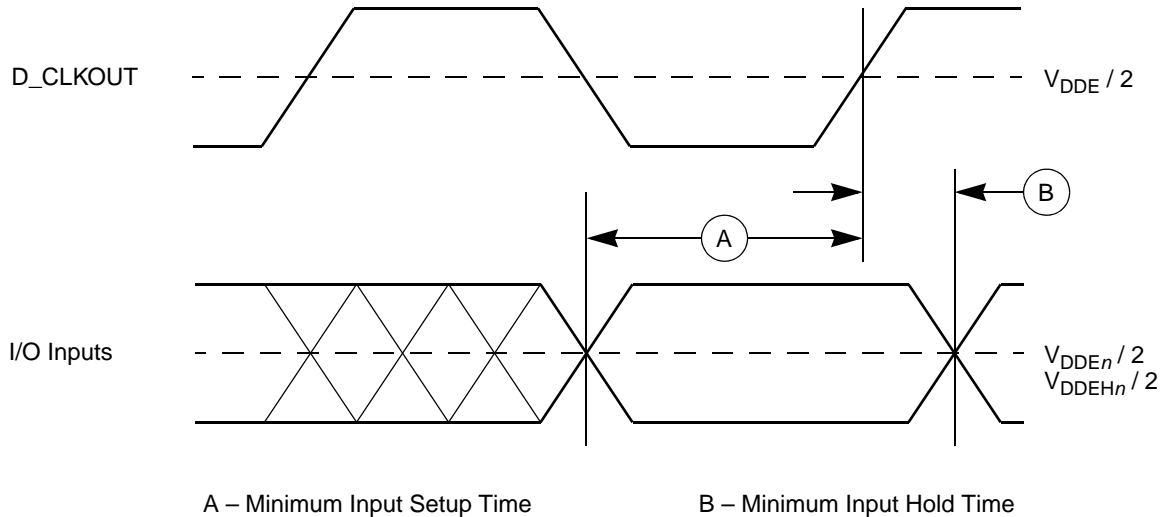 D_CLKOUT
VDDE / 2
B
A
I/O Inputs
VDDEn / 2
VDDEHn / 2
A – Minimum Input Setup Time
B – Minimum Input Hold Time